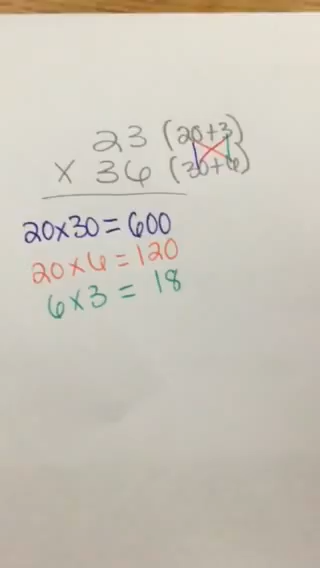 23 (20+3)
x 36 (30+6)
20x30=600
20x6=120
6x3 = 18